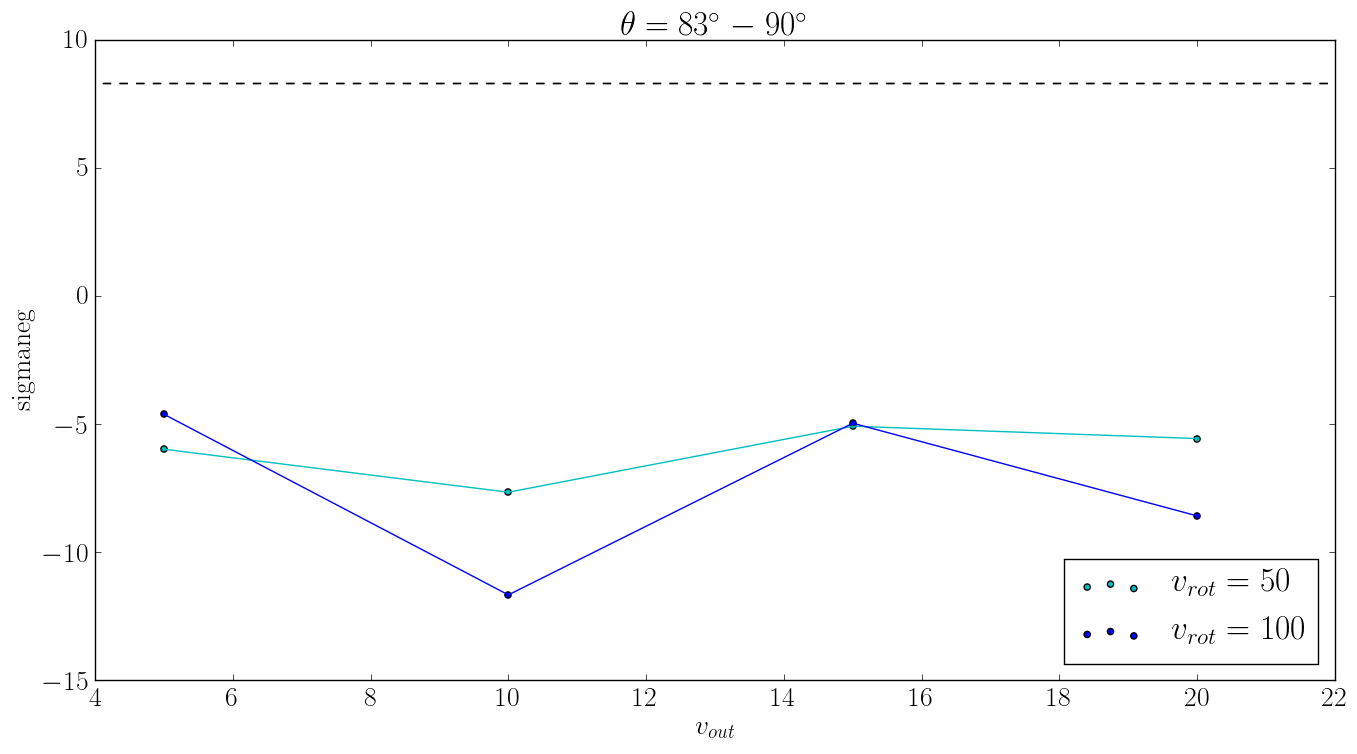 θ = 83° − 90°
10
5
0
−5
−10
−15
sigmaneg
4 6 8 10 12 14 16 18 20 22
v_out
v_rot = 50
v_rot = 100